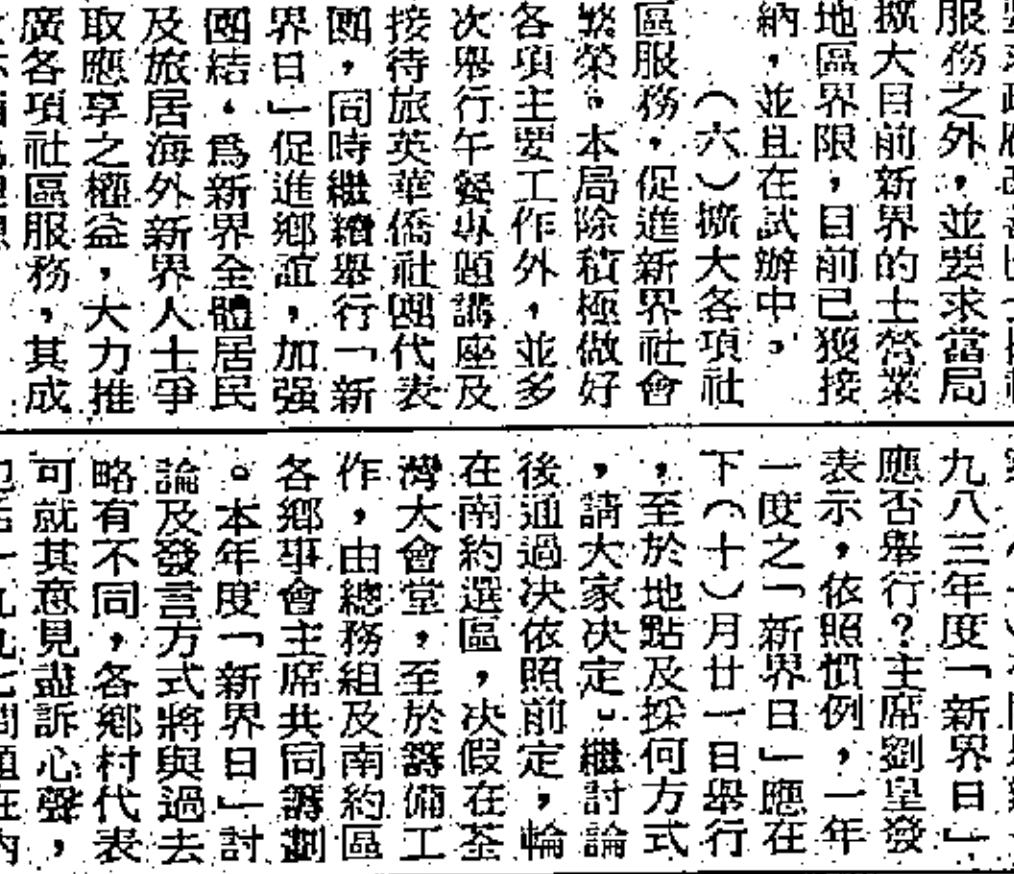 服務之外，並要求當局
擴大目前新界的士營業
地區界限，目前已獲接
納，並且在試辦中。
（六）擴大各項社
區服務，促進新界社會
繁榮。本局除積極做好
各項主要工作外，並多
次舉行午餐專題講座及
接待旅英華僑社團代表
團，同時繼續舉行「新
界日」促進鄉誼，加强
團結，爲新界全體居民
及旅居海外新界人士爭
取應享之權益，大力推
廣各項社區服務，其成
九八三年度「新界日」
應否舉行？主席劉皇發
表示，依照慣例，一年
一度之「新界日」應在
下（十）月廿一日舉行
，至於地點及採何方式
，請大家決定。繼討論
後通過決依照前定，輪
在南約選區，決假在荃
灣大會堂，至於籌備工
作，由總務組及南約區
各鄉事會主席共同籌劃
。本年度「新界日」討
論及發言方式將與過去
略有不同，各鄉村代表
可就其意見盡訴心聲，